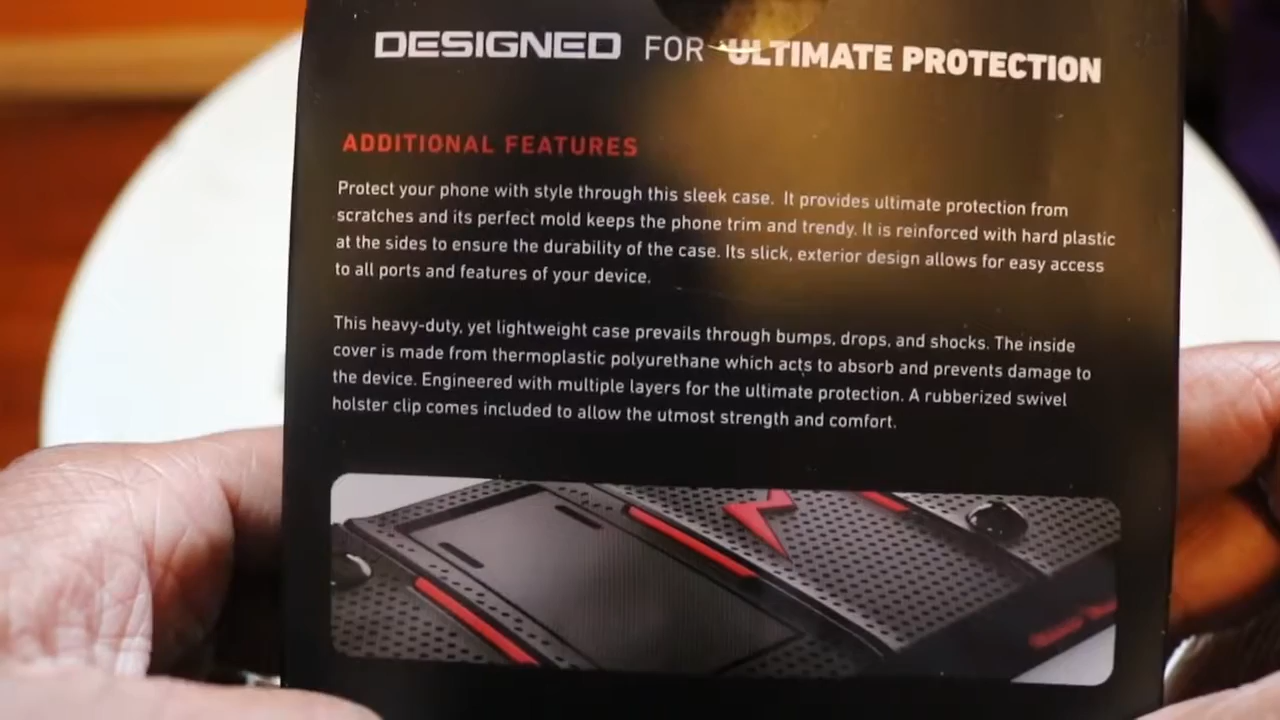 DESIGNED FOR ULTIMATE PROTECTION
ADDITIONAL FEATURES
Protect your phone with style through this sleek case. It provides ultimate protection from
scratches and its perfect mold keeps the phone trim and trendy. It is reinforced with hard plastic
at the sides to ensure the durability of the case. Its slick, exterior design allows for easy access
to all ports and features of your device.
This heavy-duty, yet lightweight case prevails through bumps, drops, and shocks. The inside
cover is made from thermoplastic polyurethane which acts to absorb and prevents damage to
the device. Engineered with multiple layers for the ultimate protection. A rubberized swivel
holster clip comes included to allow the utmost strength and comfort.